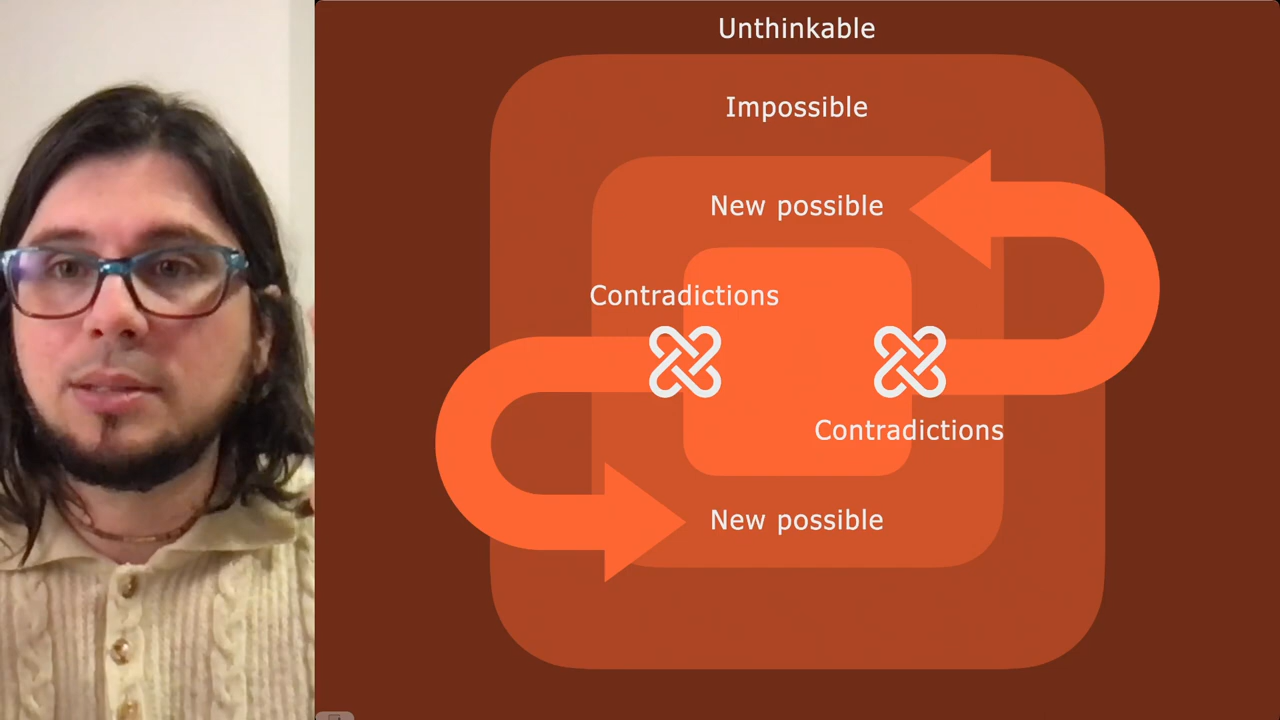 Unthinkable
Impossible
New possible
Contradictions
Contradictions
New possible